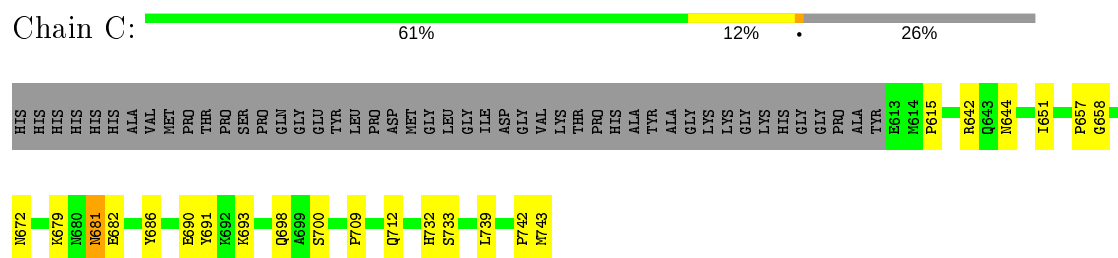 Chain C:
61% 12% • 26%
HIS HIS HIS HIS HIS HIS ALA VAL MET PRO THR PRO SER PRO GLN GLY GLU TYR LEU PRO ASP MET GLY LEU GLY ILE ASP GLY VAL LYS THR PRO HIS ALA TYR ALA ALA GLY LYS LYS GLY LYS HIS GLY GLY PRO ALA TYR E613 M614 P615 R642 Q643 N644 I651 P657 G658
N672 K679 N680 N681 E682 Y686 E690 Y691 K692 K693 Q698 A699 S700 P709 Q712 H732 S733 L739 P742 M743